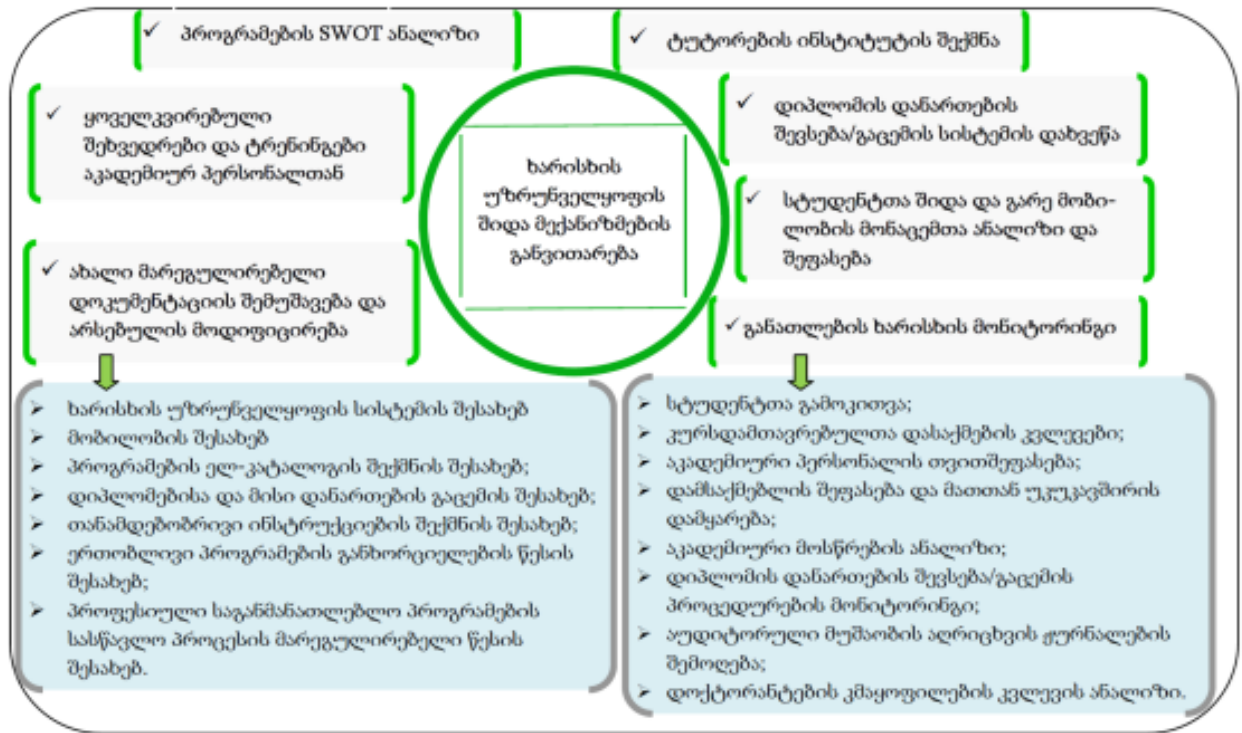 ✓ პროგრამების SWOT ანალიზი
✓ ტუტორების ინსტიტუტის შექმნა
✓ ყოველკვირებული
შეხვედრები და ტრენინგები
აკადემიურ პერსონალთან
✓ ახალი მარეგულირებელი
დოკუმენტაციის შემუშავება და
არსებულის მოდიფიცირება
ხარისხის
უზრუნველყოფის
შიდა მექანიზმების
განვითარება
✓ დიპლომის დანართების
შევსება/გაცემის სისტემის დახვეწა
✓ სტუდენტთა შიდა და გარე მობი-
ლობის მონაცემთა ანალიზი და
შეფასება
✓ განათლების ხარისხის მონიტორინგი
➢ ხარისხის უზრუნველყოფის სისტემის შესახებ
➢ მობილობის შესახებ
➢ პროგრამების ელ-კატალოგის შექმნის შესახებ;
➢ დიპლომებისა და მისი დანართების გაცემის შესახებ;
➢ თანამდებობრივი ინსტრუქციების შექმნის შესახებ;
➢ ერთობლივი პროგრამების განხორციელების წესის
შესახებ;
➢ პროფესიული საგანმანათლებლო პროგრამების
სასწავლო პროცესის მარეგულირებელი წესის
შესახებ.
➢ სტუდენტთა გამოკითვა;
➢ კურსდამთავრებულთა დასაქმების კვლევები;
➢ აკადემიური პერსონალის თვითშეფასება;
➢ დამსაქმებლის შეფასება და მათთან უკუკავშირის
დამყარება;
➢ აკადემიური მოსწრების ანალიზი;
➢ დიპლომის დანართების შევსება/გაცემის
პროცედურების მონიტორინგი;
➢ აუდიტორული მუშაობის აღრიცხვის ჟურნალების
შემოღება;
➢ დოქტორანტების კმაყოფილების კვლევის ანალიზი.